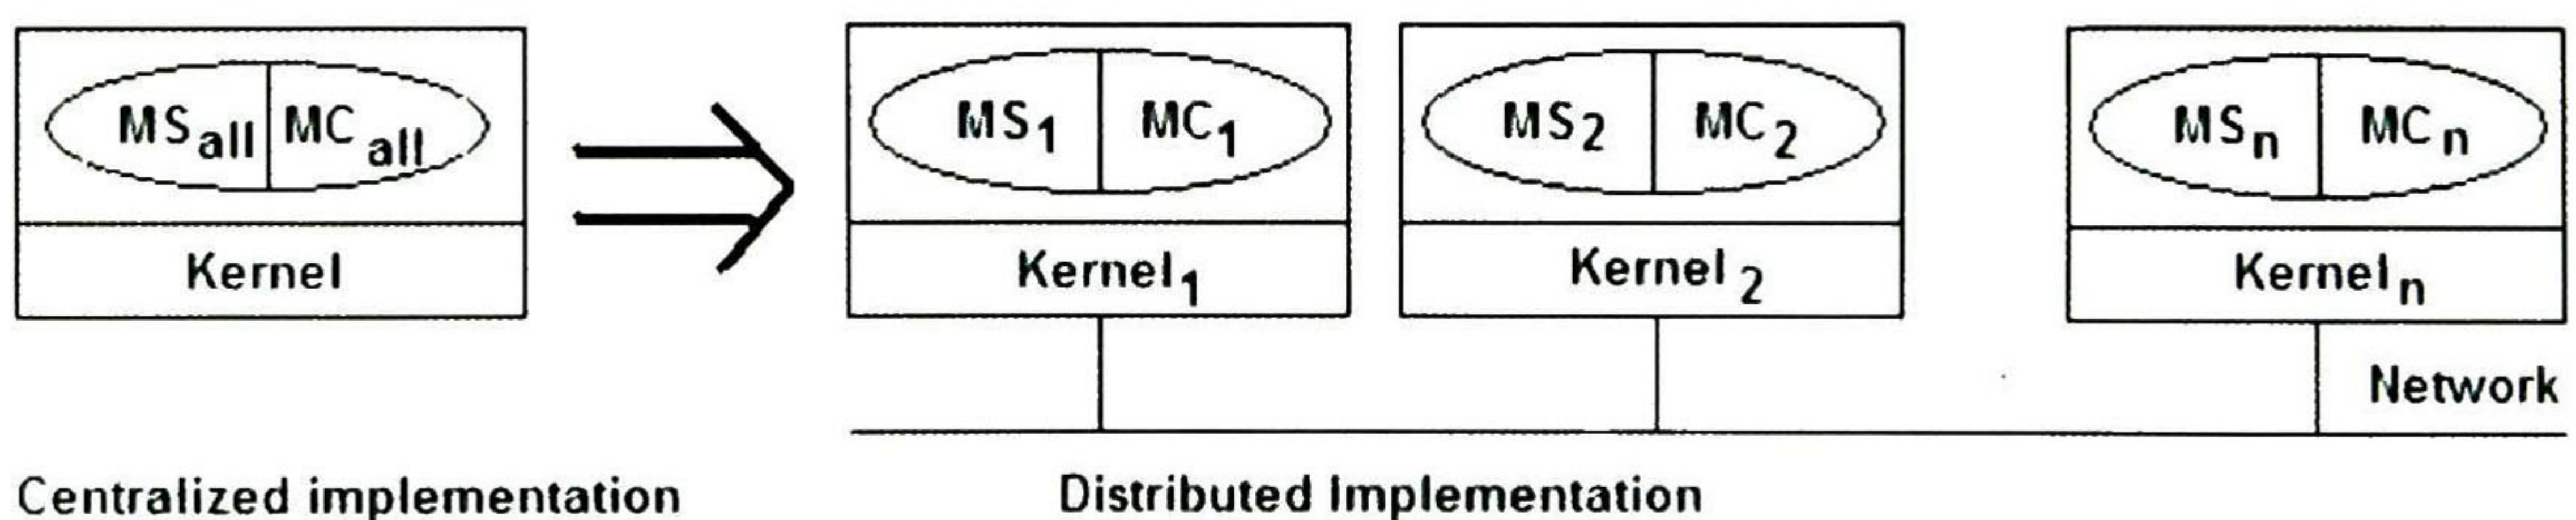 MSall MCall
Kernel
MS1 MC1
Kernel1
MS2 MC2
Kernel2
MSn MCn
Kerneln
Network
Centralized implementation
Distributed Implementation